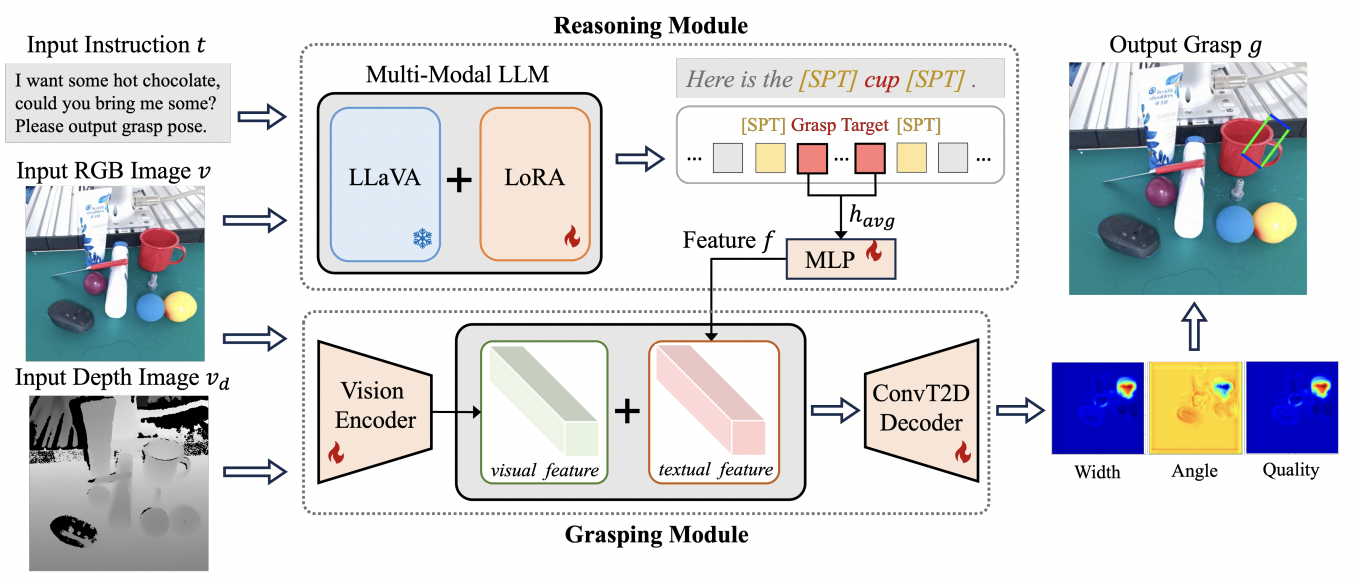 Reasoning Module
Input Instruction t
I want some hot chocolate,
could you bring me some?
Please output grasp pose.
Input RGB Image v
Input Depth Image v_d
Multi-Modal LLM
LLaVA
+
LoRA
Here is the [SPT] cup [SPT] .
[SPT] Grasp Target [SPT]
... ... ...
h_avg
Feature f
MLP
Vision
Encoder
visual feature
+
textual feature
ConvT2D
Decoder
Grasping Module
Output Grasp g
Width
Angle
Quality